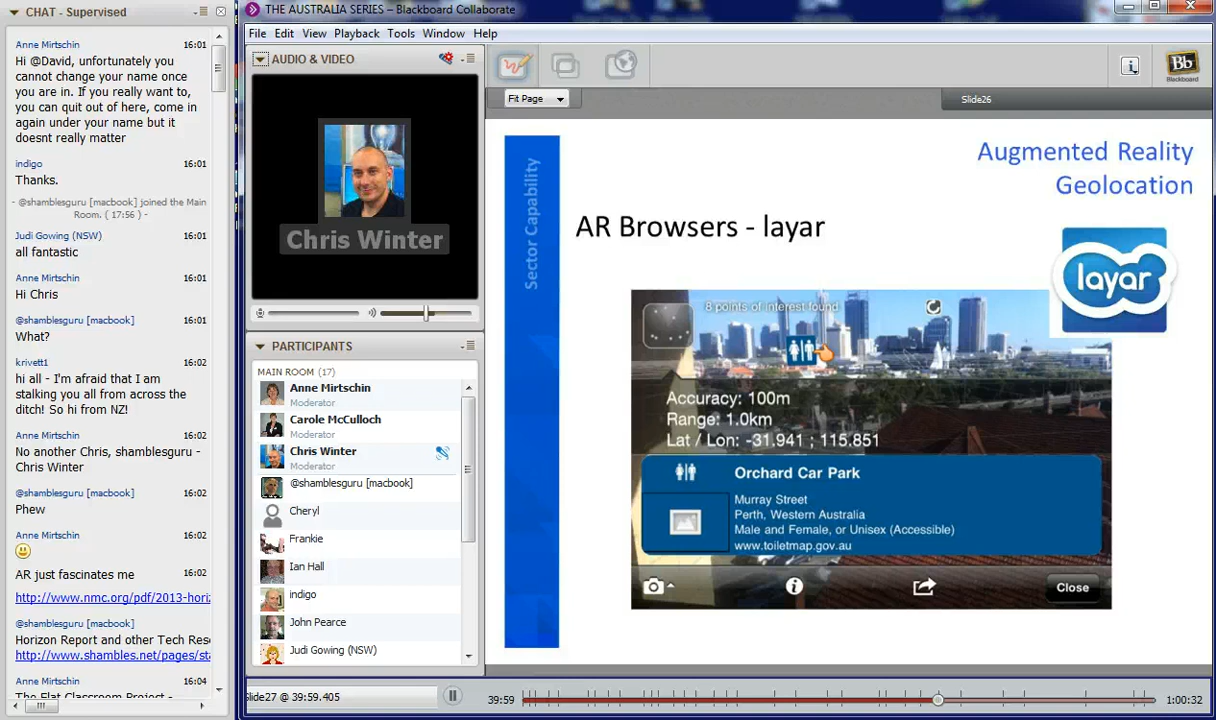 CHAT - Supervised
Anne Mirtschin 16:01
Hi @David, unfortunately you
cannot change your name once
you are in. If you really want to,
you can quit out of here, come in
again under your name but it
doesnt really matter
indigo 16:01
Thanks.
- @shamblesguru [macbook] joined the Main
Room. ( 17:56 ) -
Judi Gowing (NSW) 16:01
all fantastic
Anne Mirtschin 16:01
Hi Chris
@shamblesguru [macbook] 16:01
What?
krivett1 16:02
hi all - I'm afraid that I am
stalking you all from across the
ditch! So hi from NZ!
Anne Mirtschin 16:02
No another Chris, shamblesguru -
Chris Winter
@shamblesguru [macbook] 16:02
Phew
Anne Mirtschin 16:02
AR just fascinates me 16:02
http://www.nmc.org/pdf/2013-hori
@shamblesguru [macbook] 16:02
Horizon Report and other Tech Res
http://www.shambles.net/pages/sta
Anne Mirtschin 16:04
The Flat Classroom Project -
THE AUSTRALIA SERIES – Blackboard Collaborate
File Edit View Playback Tools Window Help
AUDIO & VIDEO
Chris Winter
PARTICIPANTS
MAIN ROOM (17)
Anne Mirtschin
Moderator
Carole McCulloch
Moderator
Chris Winter
Moderator
@shamblesguru [macbook]
Cheryl
Frankie
Ian Hall
indigo
John Pearce
Judi Gowing (NSW)
Slide27 @ 39:59.405
Bb
Blackboard
Fit Page
Slide26
Sector Capability
Augmented Reality
Geolocation
AR Browsers - layar
layar
8 points of interest found
Accuracy: 100m
Range: 1.0km
Lat / Lon: -31.941 ; 115.851
Orchard Car Park
Murray Street
Perth, Western Australia
Male and Female, or Unisex (Accessible)
www.toiletmap.gov.au
Close
39:59
1:00:32